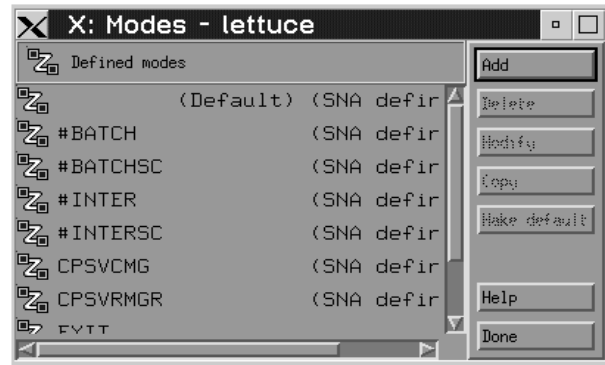 X: Modes - lettuce
Defined modes
(Default) (SNA defir
#BATCH (SNA defir
#BATCHSC (SNA defir
#INTER (SNA defir
#INTERSC (SNA defir
CPSVCMG (SNA defir
CPSVRMGR (SNA defir
EXIT
Add
Delete
Modify
Copy
Make default
Help
Done